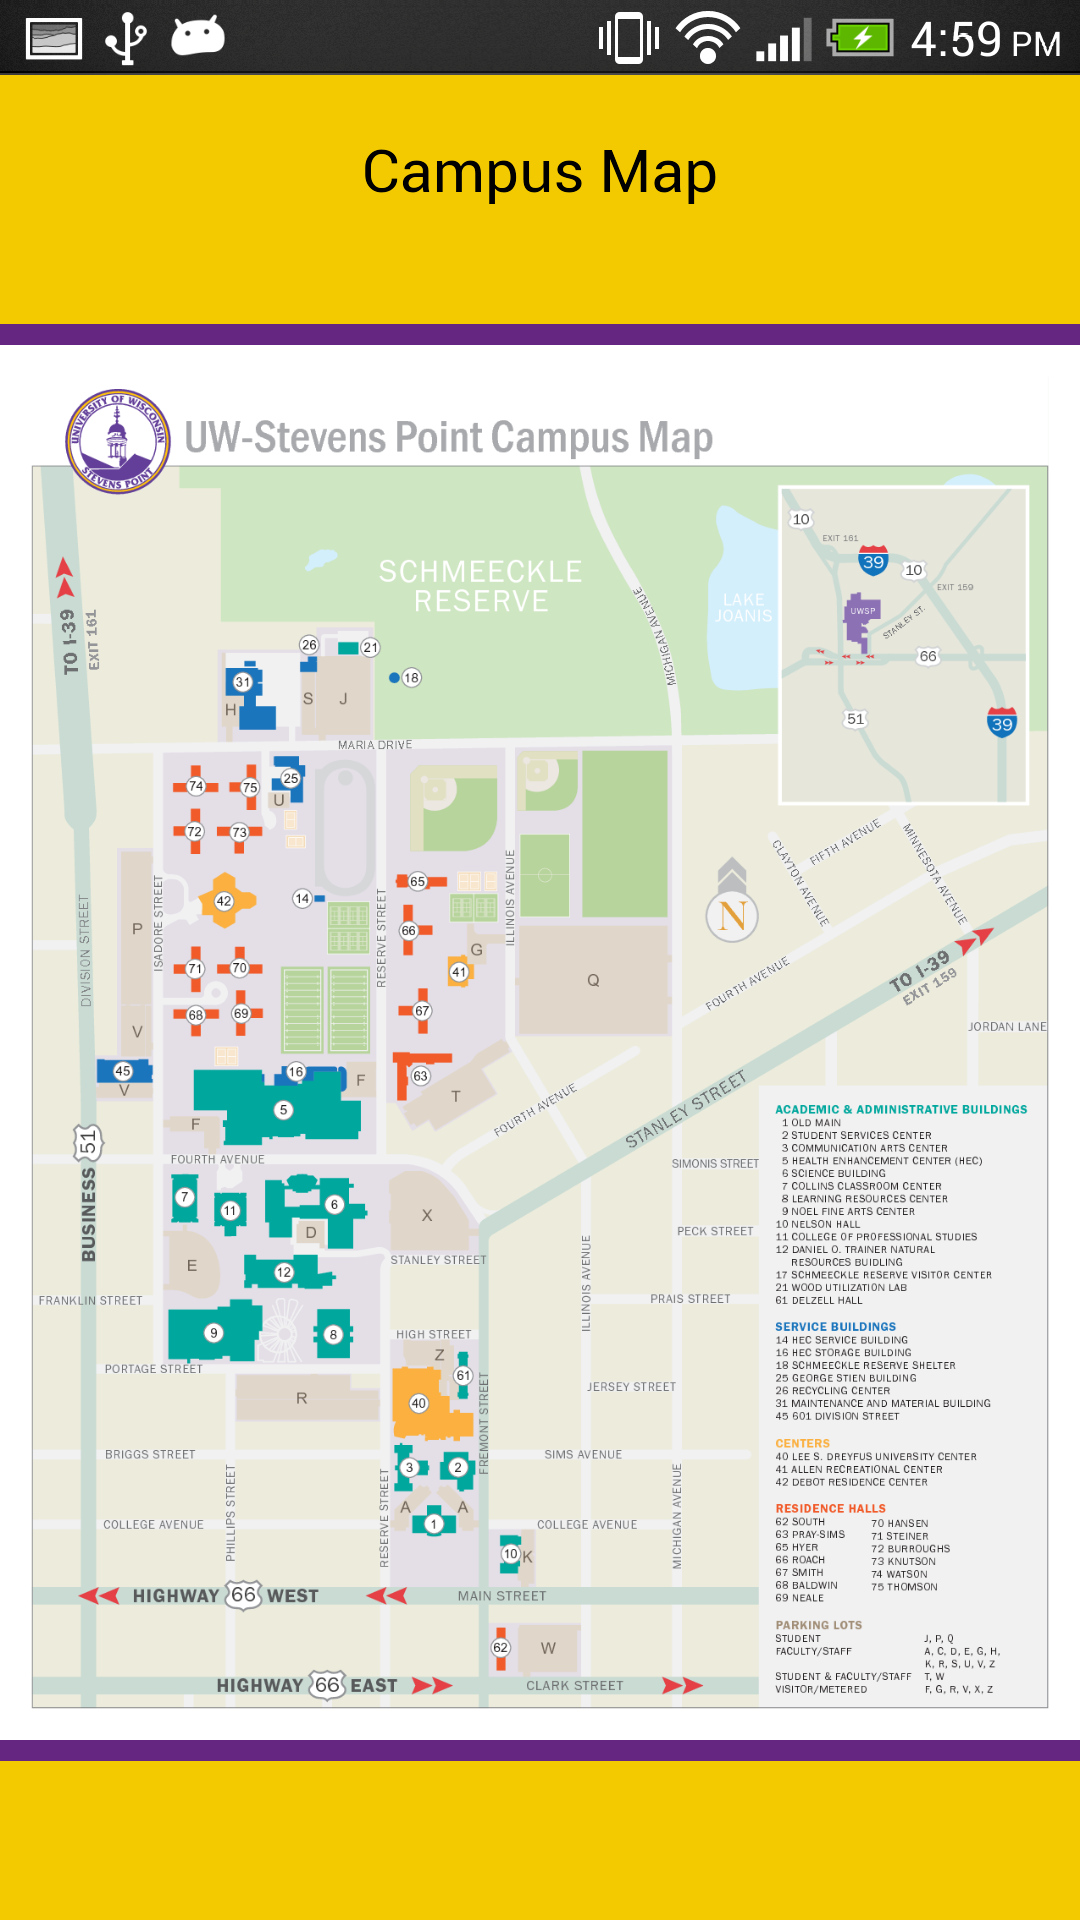 4:59 PM
Campus Map
UNIVERSITY OF WISCONSIN
STEVENS POINT
UW-Stevens Point Campus Map
SCHMEECKLE
RESERVE
LAKE
JOANIS
MICHIGAN AVENUE
10
EXIT 161
39
10
EXIT 159
UWSP
STANLEY ST.
66
51
39
TO I-39
EXIT 161
26
21
31
18
H
S
J
MARIA DRIVE
74
75
25
U
72
73
42
14
65
66
G
41
P
ISADORE STREET
DIVISION STREET
RESERVE STREET
ILLINOIS AVENUE
Q
N
FIFTH AVENUE
CLAYTON AVENUE
MINNESOTA AVENUE
FOURTH AVENUE
TO I-39
EXIT 159
JORDAN LANE
71
70
68
69
67
V
45
V
16
F
63
T
5
F
FOURTH AVENUE
STANLEY STREET
51
BUSINESS
FOURTH AVENUE
SIMONIS STREET
7
11
6
D
X
PECK STREET
STANLEY STREET
E
12
FRANKLIN STREET
ILLINOIS AVENUE
PRAIS STREET
9
8
HIGH STREET
Z
61
PORTAGE STREET
R
40
JERSEY STREET
FREMONT STREET
BRIGGS STREET
SIMS AVENUE
3
2
PHILLIPS STREET
RESERVE STREET
MICHIGAN AVENUE
A
A
COLLEGE AVENUE
1
COLLEGE AVENUE
10
K
HIGHWAY 66 WEST
MAIN STREET
62
W
HIGHWAY 66 EAST
CLARK STREET
ACADEMIC & ADMINISTRATIVE BUILDINGS
1 OLD MAIN
2 STUDENT SERVICES CENTER
3 COMMUNICATION ARTS CENTER
5 HEALTH ENHANCEMENT CENTER (HEC)
6 SCIENCE BUILDING
7 COLLINS CLASSROOM CENTER
8 LEARNING RESOURCES CENTER
9 NOEL FINE ARTS CENTER
10 NELSON HALL
11 COLLEGE OF PROFESSIONAL STUDIES
12 DANIEL O. TRAINER NATURAL
RESOURCES BUIDLING
17 SCHMEECKLE RESERVE VISITOR CENTER
21 WOOD UTILIZATION LAB
61 DELZELL HALL
SERVICE BUILDINGS
14 HEC SERVICE BUILDING
16 HEC STORAGE BUILDING
18 SCHMEECKLE RESERVE SHELTER
25 GEORGE STIEN BUILDING
26 RECYCLING CENTER
31 MAINTENANCE AND MATERIAL BUILDING
45 601 DIVISION STREET
CENTERS
40 LEE S. DREYFUS UNIVERSITY CENTER
41 ALLEN RECREATIONAL CENTER
42 DEBOT RESIDENCE CENTER
RESIDENCE HALLS
62 SOUTH
63 PRAY-SIMS
65 HYER
66 ROACH
67 SMITH
68 BALDWIN
69 NEALE
70 HANSEN
71 STEINER
72 BURROUGHS
73 KNUTSON
74 WATSON
75 THOMSON
PARKING LOTS
STUDENT J, P, Q
FACULTY/STAFF A, C, D, E, G, H,
K, R, S, U, V, Z
STUDENT & FACULTY/STAFF T, W
VISITOR/METERED F, G, R, V, X, Z